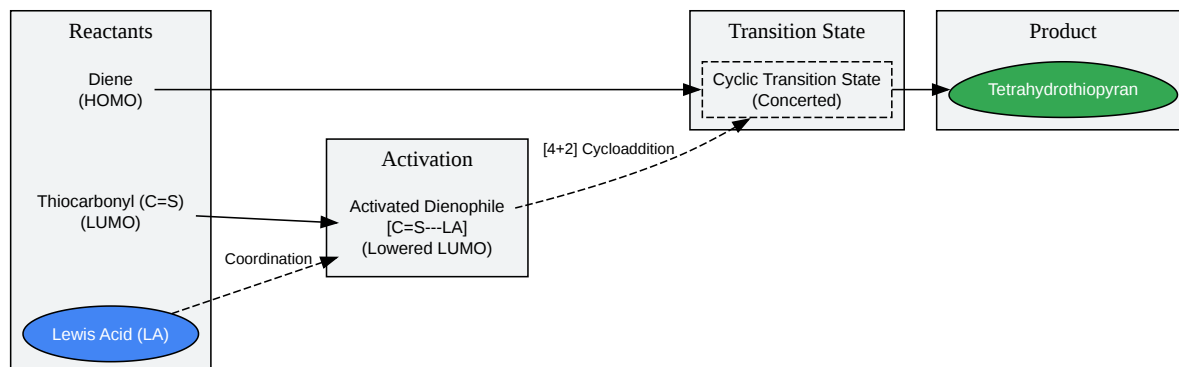 Reactants
Diene
(HOMO)
Thiocarbonyl (C=S)
(LUMO)
Lewis Acid (LA)
Coordination
Activation
Activated Dienophile
[C=S---LA]
(Lowered LUMO)
[4+2] Cycloaddition
Transition State
Cyclic Transition State
(Concerted)
Product
Tetrahydrothiopyran